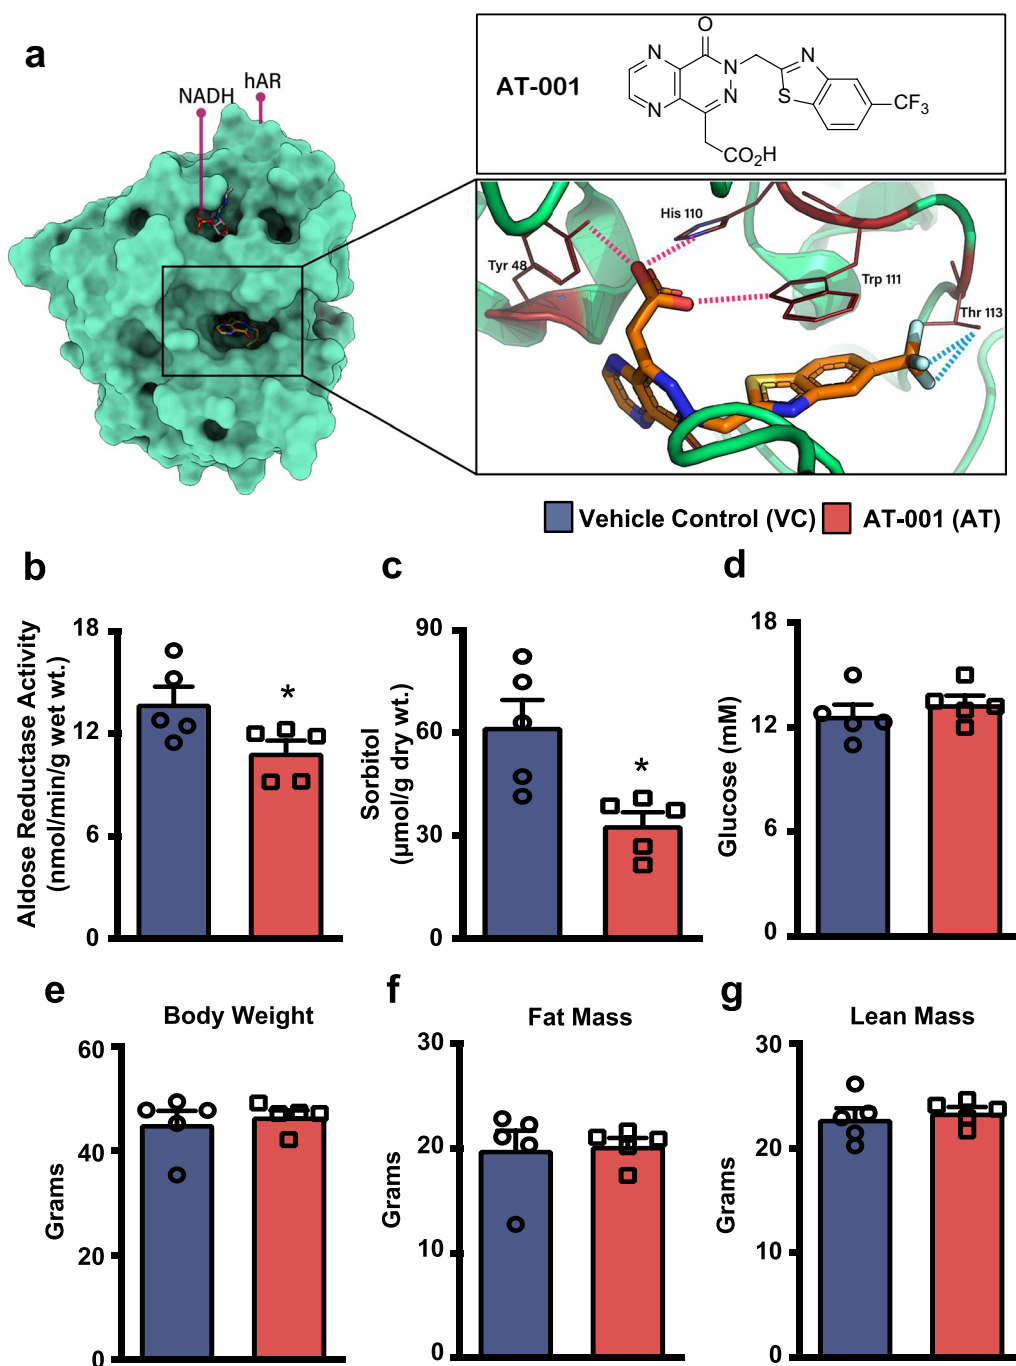 a
NADH
hAR
AT-001
O
N
N
N
N
N
S
CF3
CO2H
His 110
Tyr 48
Trp 111
Thr 113
Vehicle Control (VC)
AT-001 (AT)
b
Aldose Reductase Activity
(nmol/min/g wet wt.)
18
12
6
0
*
c
Sorbitol
(µmol/g dry wt.)
90
60
30
0
*
d
Glucose (mM)
18
12
6
0
e
Body Weight
Grams
60
40
20
0
f
Fat Mass
Grams
30
20
10
0
g
Lean Mass
Grams
30
20
10
0